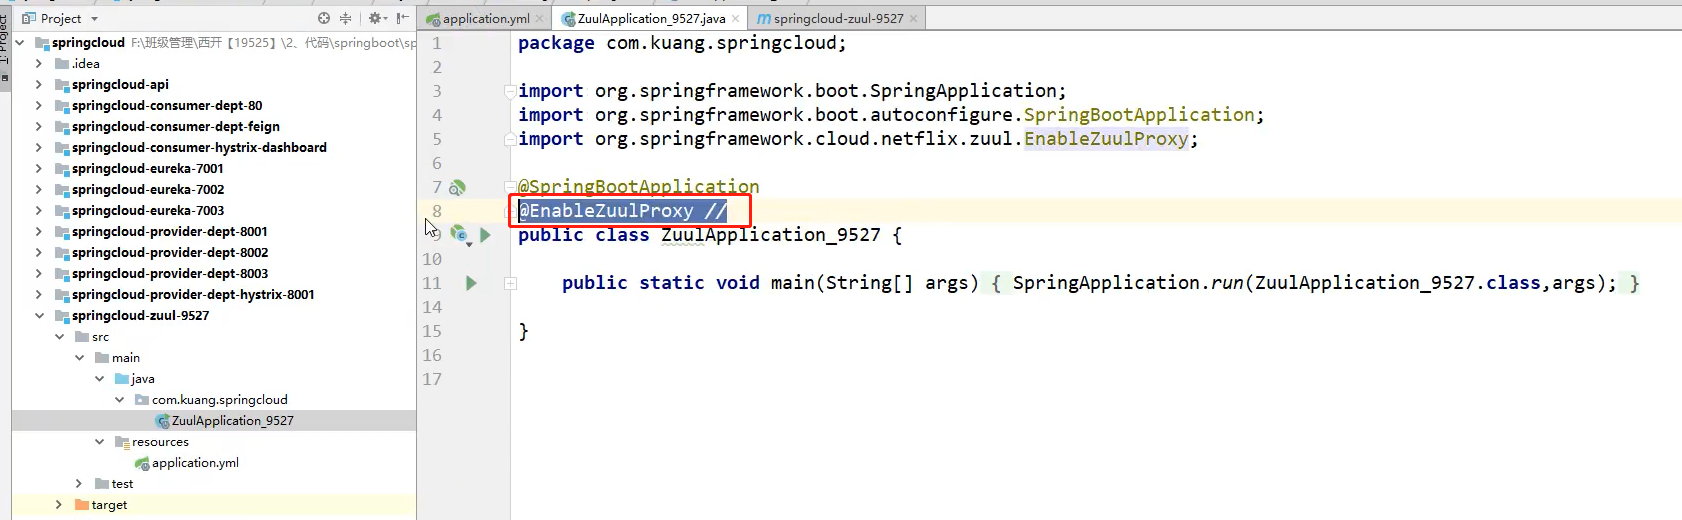 1: Project
Project
springcloud F:\班级管理\西开【19525】\2、代码\springboot\sp
.idea
springcloud-api
springcloud-consumer-dept-80
springcloud-consumer-dept-feign
springcloud-consumer-hystrix-dashboard
springcloud-eureka-7001
springcloud-eureka-7002
springcloud-eureka-7003
springcloud-provider-dept-8001
springcloud-provider-dept-8002
springcloud-provider-dept-8003
springcloud-provider-dept-hystrix-8001
springcloud-zuul-9527
src
main
java
com.kuang.springcloud
ZuulApplication_9527
resources
application.yml
test
target
application.yml ZuulApplication_9527.java springcloud-zuul-9527
1 package com.kuang.springcloud;
2
3 import org.springframework.boot.SpringApplication;
4 import org.springframework.boot.autoconfigure.SpringBootApplication;
5 import org.springframework.cloud.netflix.zuul.EnableZuulProxy;
6
7 @SpringBootApplication
8 @EnableZuulProxy //
9 public class ZuulApplication_9527 {
10
11 public static void main(String[] args) { SpringApplication.run(ZuulApplication_9527.class,args); }
14
15 }
16
17